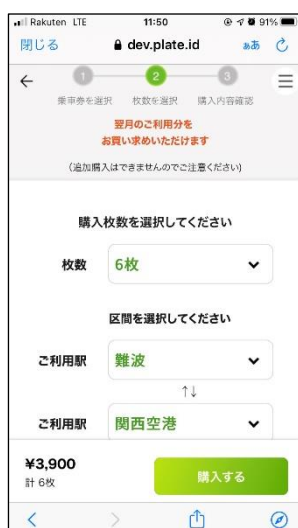 Rakuten LTE 11:50 91%
閉じる dev.plate.id ぁあ
1 2 3
乗車券を選択 枚数を選択 購入内容確認
翌月のご利用分を
お買い求めいただけます
(追加購入はできませんのでご注意ください)
購入枚数を選択してください
枚数 6枚
区間を選択してください
ご利用駅 難波
↑↓
ご利用駅 関西空港
¥3,900
計 6枚
購入する